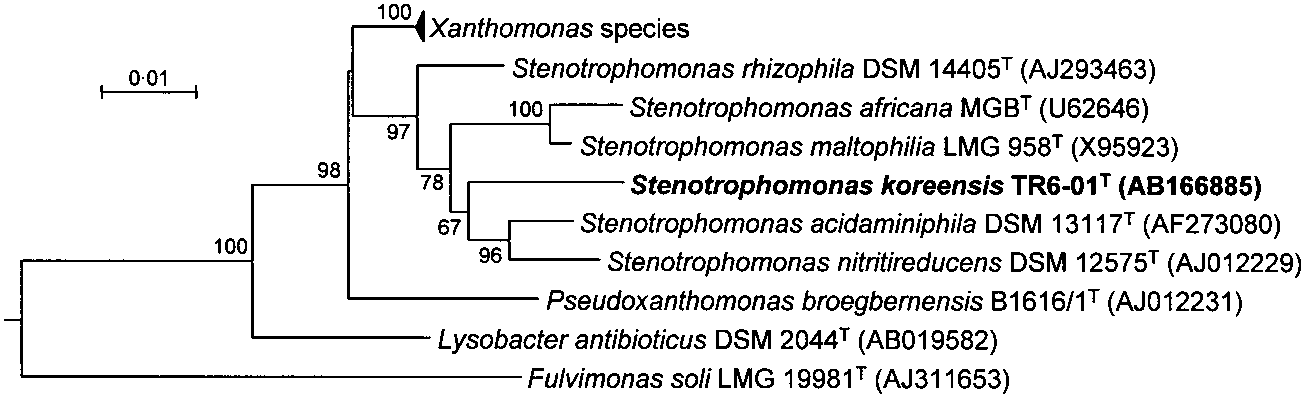 100
Xanthomonas species
0·01
Stenotrophomonas rhizophila DSM 14405ᵀ (AJ293463)
100
Stenotrophomonas africana MGBᵀ (U62646)
97
Stenotrophomonas maltophilia LMG 958ᵀ (X95923)
98
78
Stenotrophomonas koreensis TR6-01ᵀ (AB166885)
67
Stenotrophomonas acidaminiphila DSM 13117ᵀ (AF273080)
100
96
Stenotrophomonas nitritireducens DSM 12575ᵀ (AJ012229)
Pseudoxanthomonas broegbernensis B1616/1ᵀ (AJ012231)
Lysobacter antibioticus DSM 2044ᵀ (AB019582)
Fulvimonas soli LMG 19981ᵀ (AJ311653)